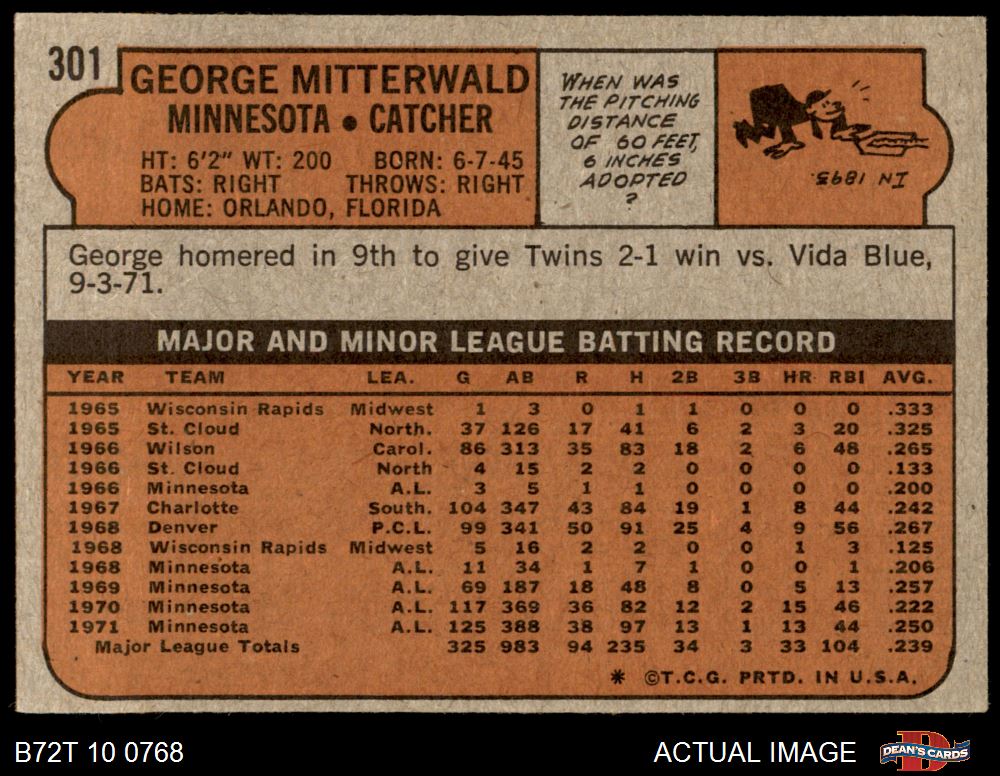 301
GEORGE MITTERWALD
MINNESOTA • CATCHER
HT: 6'2" WT: 200 BORN: 6-7-45
BATS: RIGHT THROWS: RIGHT
HOME: ORLANDO, FLORIDA
WHEN WAS
THE PITCHING
DISTANCE
OF 60 FEET,
6 INCHES
ADOPTED
?
IN 1893.
George homered in 9th to give Twins 2-1 win vs. Vida Blue,
9-3-71.
MAJOR AND MINOR LEAGUE BATTING RECORD
YEAR TEAM LEA. G AB R H 2B 3B HR RBI AVG.
1965 Wisconsin Rapids Midwest 1 3 0 1 1 0 0 0 .333
1965 St. Cloud North. 37 126 17 41 6 2 3 20 .325
1966 Wilson Carol. 86 313 35 83 18 2 6 48 .265
1966 St. Cloud North 4 15 2 2 0 0 0 0 .133
1966 Minnesota A.L. 3 5 1 1 0 0 0 0 .200
1967 Charlotte South. 104 347 43 84 19 1 8 44 .242
1968 Denver P.C.L. 99 341 50 91 25 4 9 56 .267
1968 Wisconsin Rapids Midwest 5 16 2 2 0 0 1 3 .125
1968 Minnesota A.L. 11 34 1 7 1 0 0 1 .206
1969 Minnesota A.L. 69 187 18 48 8 0 5 13 .257
1970 Minnesota A.L. 117 369 36 82 12 2 15 46 .222
1971 Minnesota A.L. 125 388 38 97 13 1 13 44 .250
Major League Totals 325 983 94 235 34 3 33 104 .239
* ©T.C.G. PRTD. IN U.S.A.
B72T 10 0768
ACTUAL IMAGE
DEAN'S CARDS